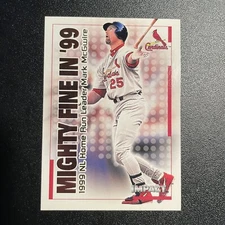 MIGHTY FINE IN '99
1999 NL Home Run Leader Mark McGwire
Cardinals
25
IMPACT